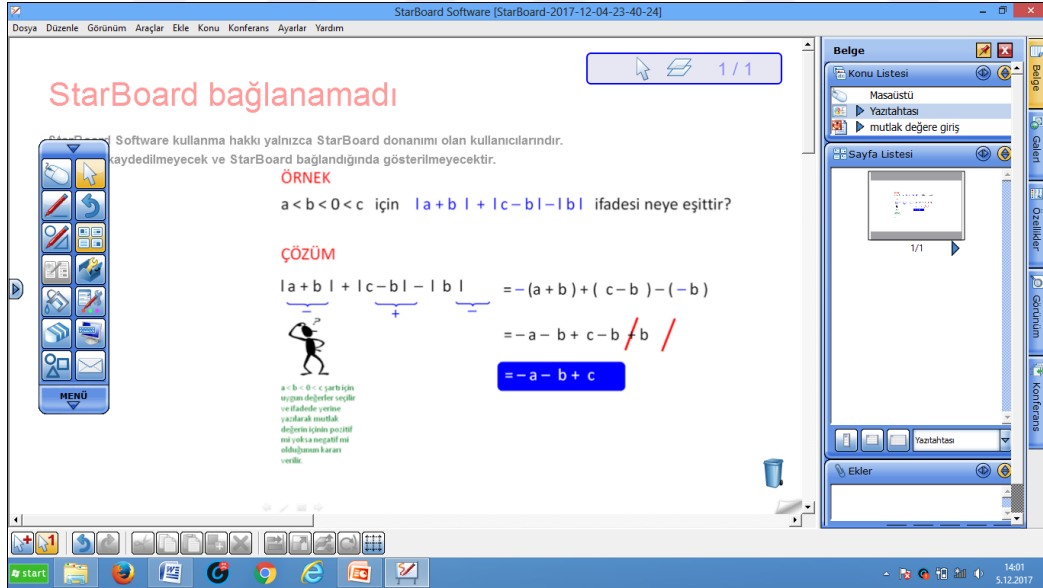 StarBoard Software [StarBoard-2017-12-04-23-40-24]
Dosya Düzenle Görünüm Araçlar Ekle Konu Konferans Ayarlar Yardım
1 / 1
StarBoard bağlanamadı
StarBoard Software kullanma hakkı yalnızca StarBoard donanımı olan kullanıcılarındır.
kaydedilmeyecek ve StarBoard bağlandığında gösterilmeyecektir.
ÖRNEK
a < b < 0 < c için l a + b l + l c – b l – l b l ifadesi neye eşittir?
ÇÖZÜM
l a + b l + l c – b l – l b l
– + –
= – (a + b ) + ( c – b ) – ( – b )
= – a – b + c – b + b
= – a – b + c
?
a < b < 0 < c şartı için
uygun değerler seçilir
ve ifadede yerine
yazılarak mutlak
değerin içinin pozitif
mi yoksa negatif mi
olduğunun kararı
verilir.
MENÜ
Belge
Konu Listesi
Masaüstü
Yazıtahtası
mutlak değere giriş
Sayfa Listesi
1/1
Yazıtahtası
Ekler
Belge
Galeri
Özellikler
Görünüm
Konferans
start
14:01
5.12.2017